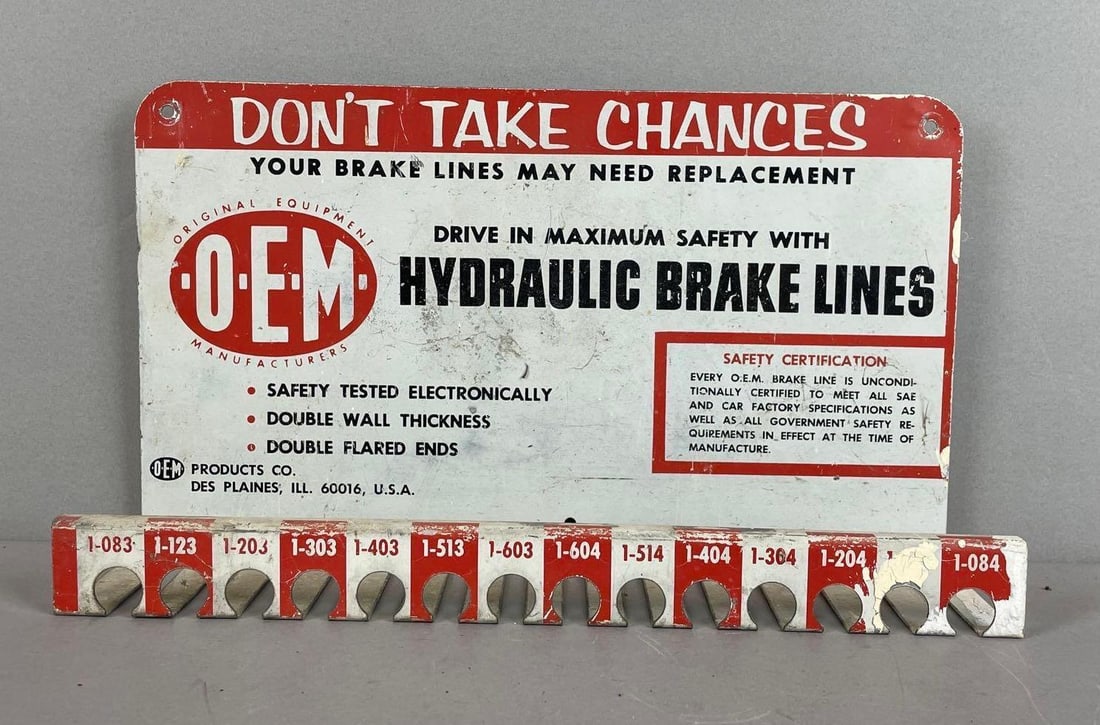 DON'T TAKE CHANCES
YOUR BRAKE LINES MAY NEED REPLACEMENT
ORIGINAL EQUIPMENT
O.E.M
MANUFACTURERS
DRIVE IN MAXIMUM SAFETY WITH
HYDRAULIC BRAKE LINES
• SAFETY TESTED ELECTRONICALLY
• DOUBLE WALL THICKNESS
• DOUBLE FLARED ENDS
SAFETY CERTIFICATION
EVERY O.E.M. BRAKE LINE IS UNCONDI-
TIONALLY CERTIFIED TO MEET ALL SAE
AND CAR FACTORY SPECIFICATIONS AS
WELL AS ALL GOVERNMENT SAFETY RE-
QUIREMENTS IN EFFECT AT THE TIME OF
MANUFACTURE.
O-E-M PRODUCTS CO.
DES PLAINES, ILL. 60016, U.S.A.
1-083 1-123 1-203 1-303 1-403 1-513 1-603 1-604 1-514 1-404 1-304 1-204 1-084